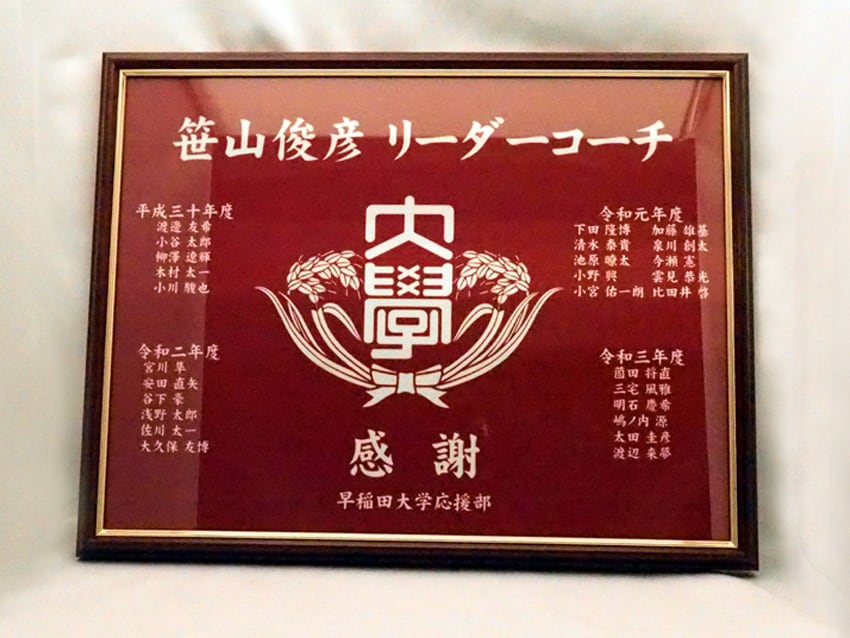 笹山俊彦 リーダーコーチ
平成三十年度
渡邊 友希
小谷 太郎
柳澤 遼輝
木村 太一
小川 駿也
令和元年度
下田 隆博 加藤 雄基
清水 泰貴 泉川 創太
池原 瞭太 今瀬 憲
小野 興 雲見 恭光
小宮 佑一朗 比田井 啓
大學
令和二年度
宮川 隼
安田 直矢
谷下 豪
浅野 太郎
佐川 太一
大久保 友博
令和三年度
茴田 将直
三宅 風雅
明石 慶希
嶋ノ内 源
太田 圭彦
渡辺 来夢
感謝
早稲田大学応援部